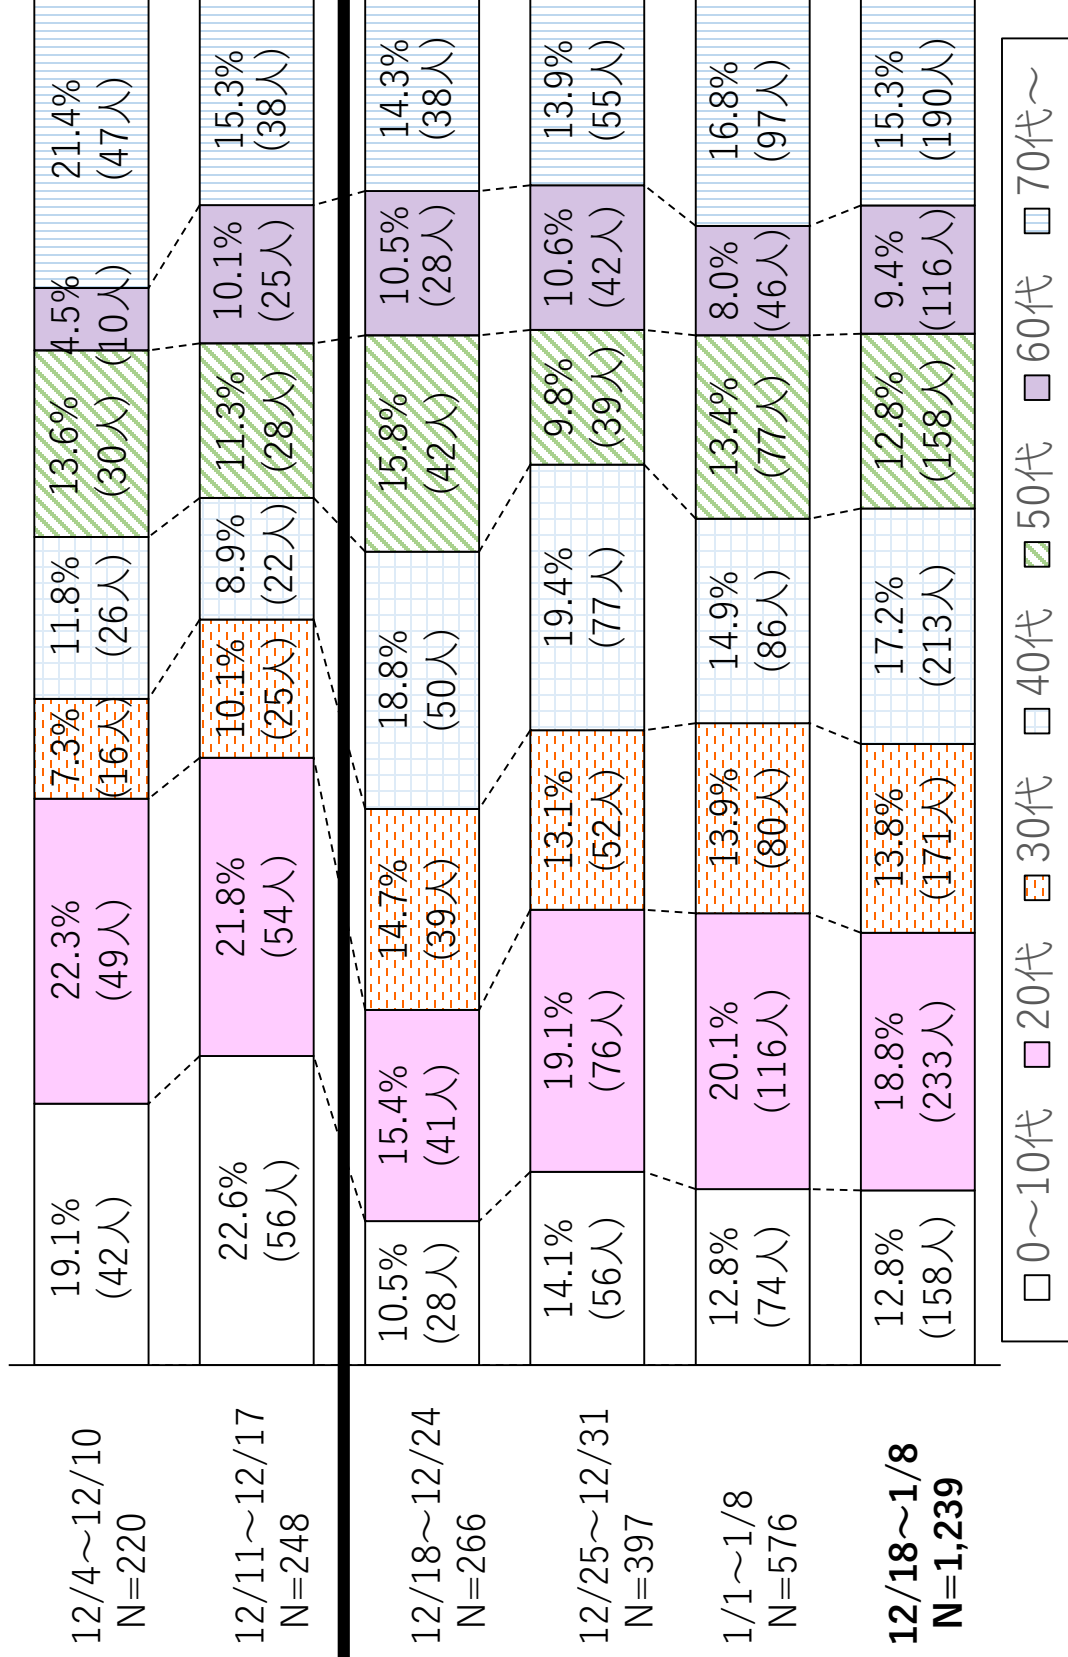 12/4～12/10
N=220
19.1%
(42人)
22.3%
(49人)
7.3%
(16人)
11.8%
(26人)
13.6%
(30人)
4.5%
(10人)
21.4%
(47人)
12/11～12/17
N=248
22.6%
(56人)
21.8%
(54人)
10.1%
(25人)
8.9%
(22人)
11.3%
(28人)
10.1%
(25人)
15.3%
(38人)
12/18～12/24
N=266
10.5%
(28人)
15.4%
(41人)
14.7%
(39人)
18.8%
(50人)
15.8%
(42人)
10.5%
(28人)
14.3%
(38人)
12/25～12/31
N=397
14.1%
(56人)
19.1%
(76人)
13.1%
(52人)
19.4%
(77人)
9.8%
(39人)
10.6%
(42人)
13.9%
(55人)
1/1～1/8
N=576
12.8%
(74人)
20.1%
(116人)
13.9%
(80人)
14.9%
(86人)
13.4%
(77人)
8.0%
(46人)
16.8%
(97人)
12/18～1/8
N=1,239
12.8%
(158人)
18.8%
(233人)
13.8%
(171人)
17.2%
(213人)
12.8%
(158人)
9.4%
(116人)
15.3%
(190人)
0～10代 20代 30代 40代 50代 60代 70代～